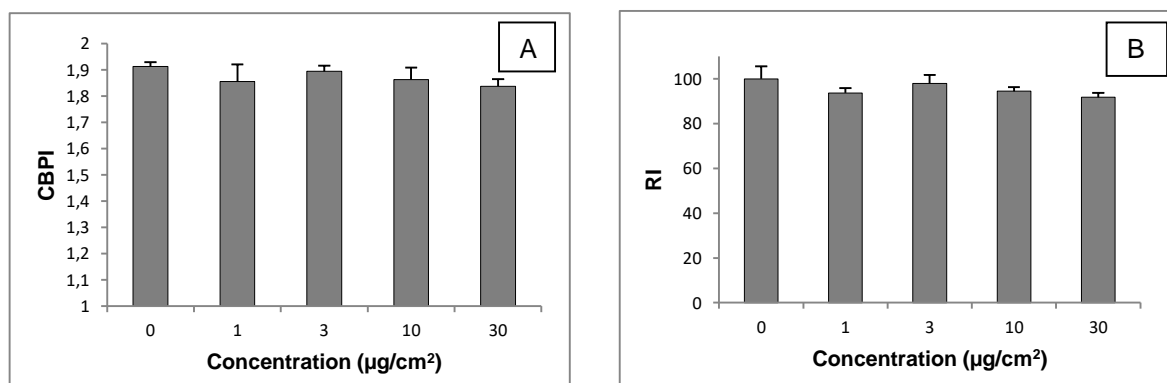 A
CBPI
2
1,9
1,8
1,7
1,6
1,5
1,4
1,3
1,2
1,1
1
0 1 3 10 30
Concentration (µg/cm²)
B
RI
100
80
60
40
20
0
0 1 3 10 30
Concentration (µg/cm²)